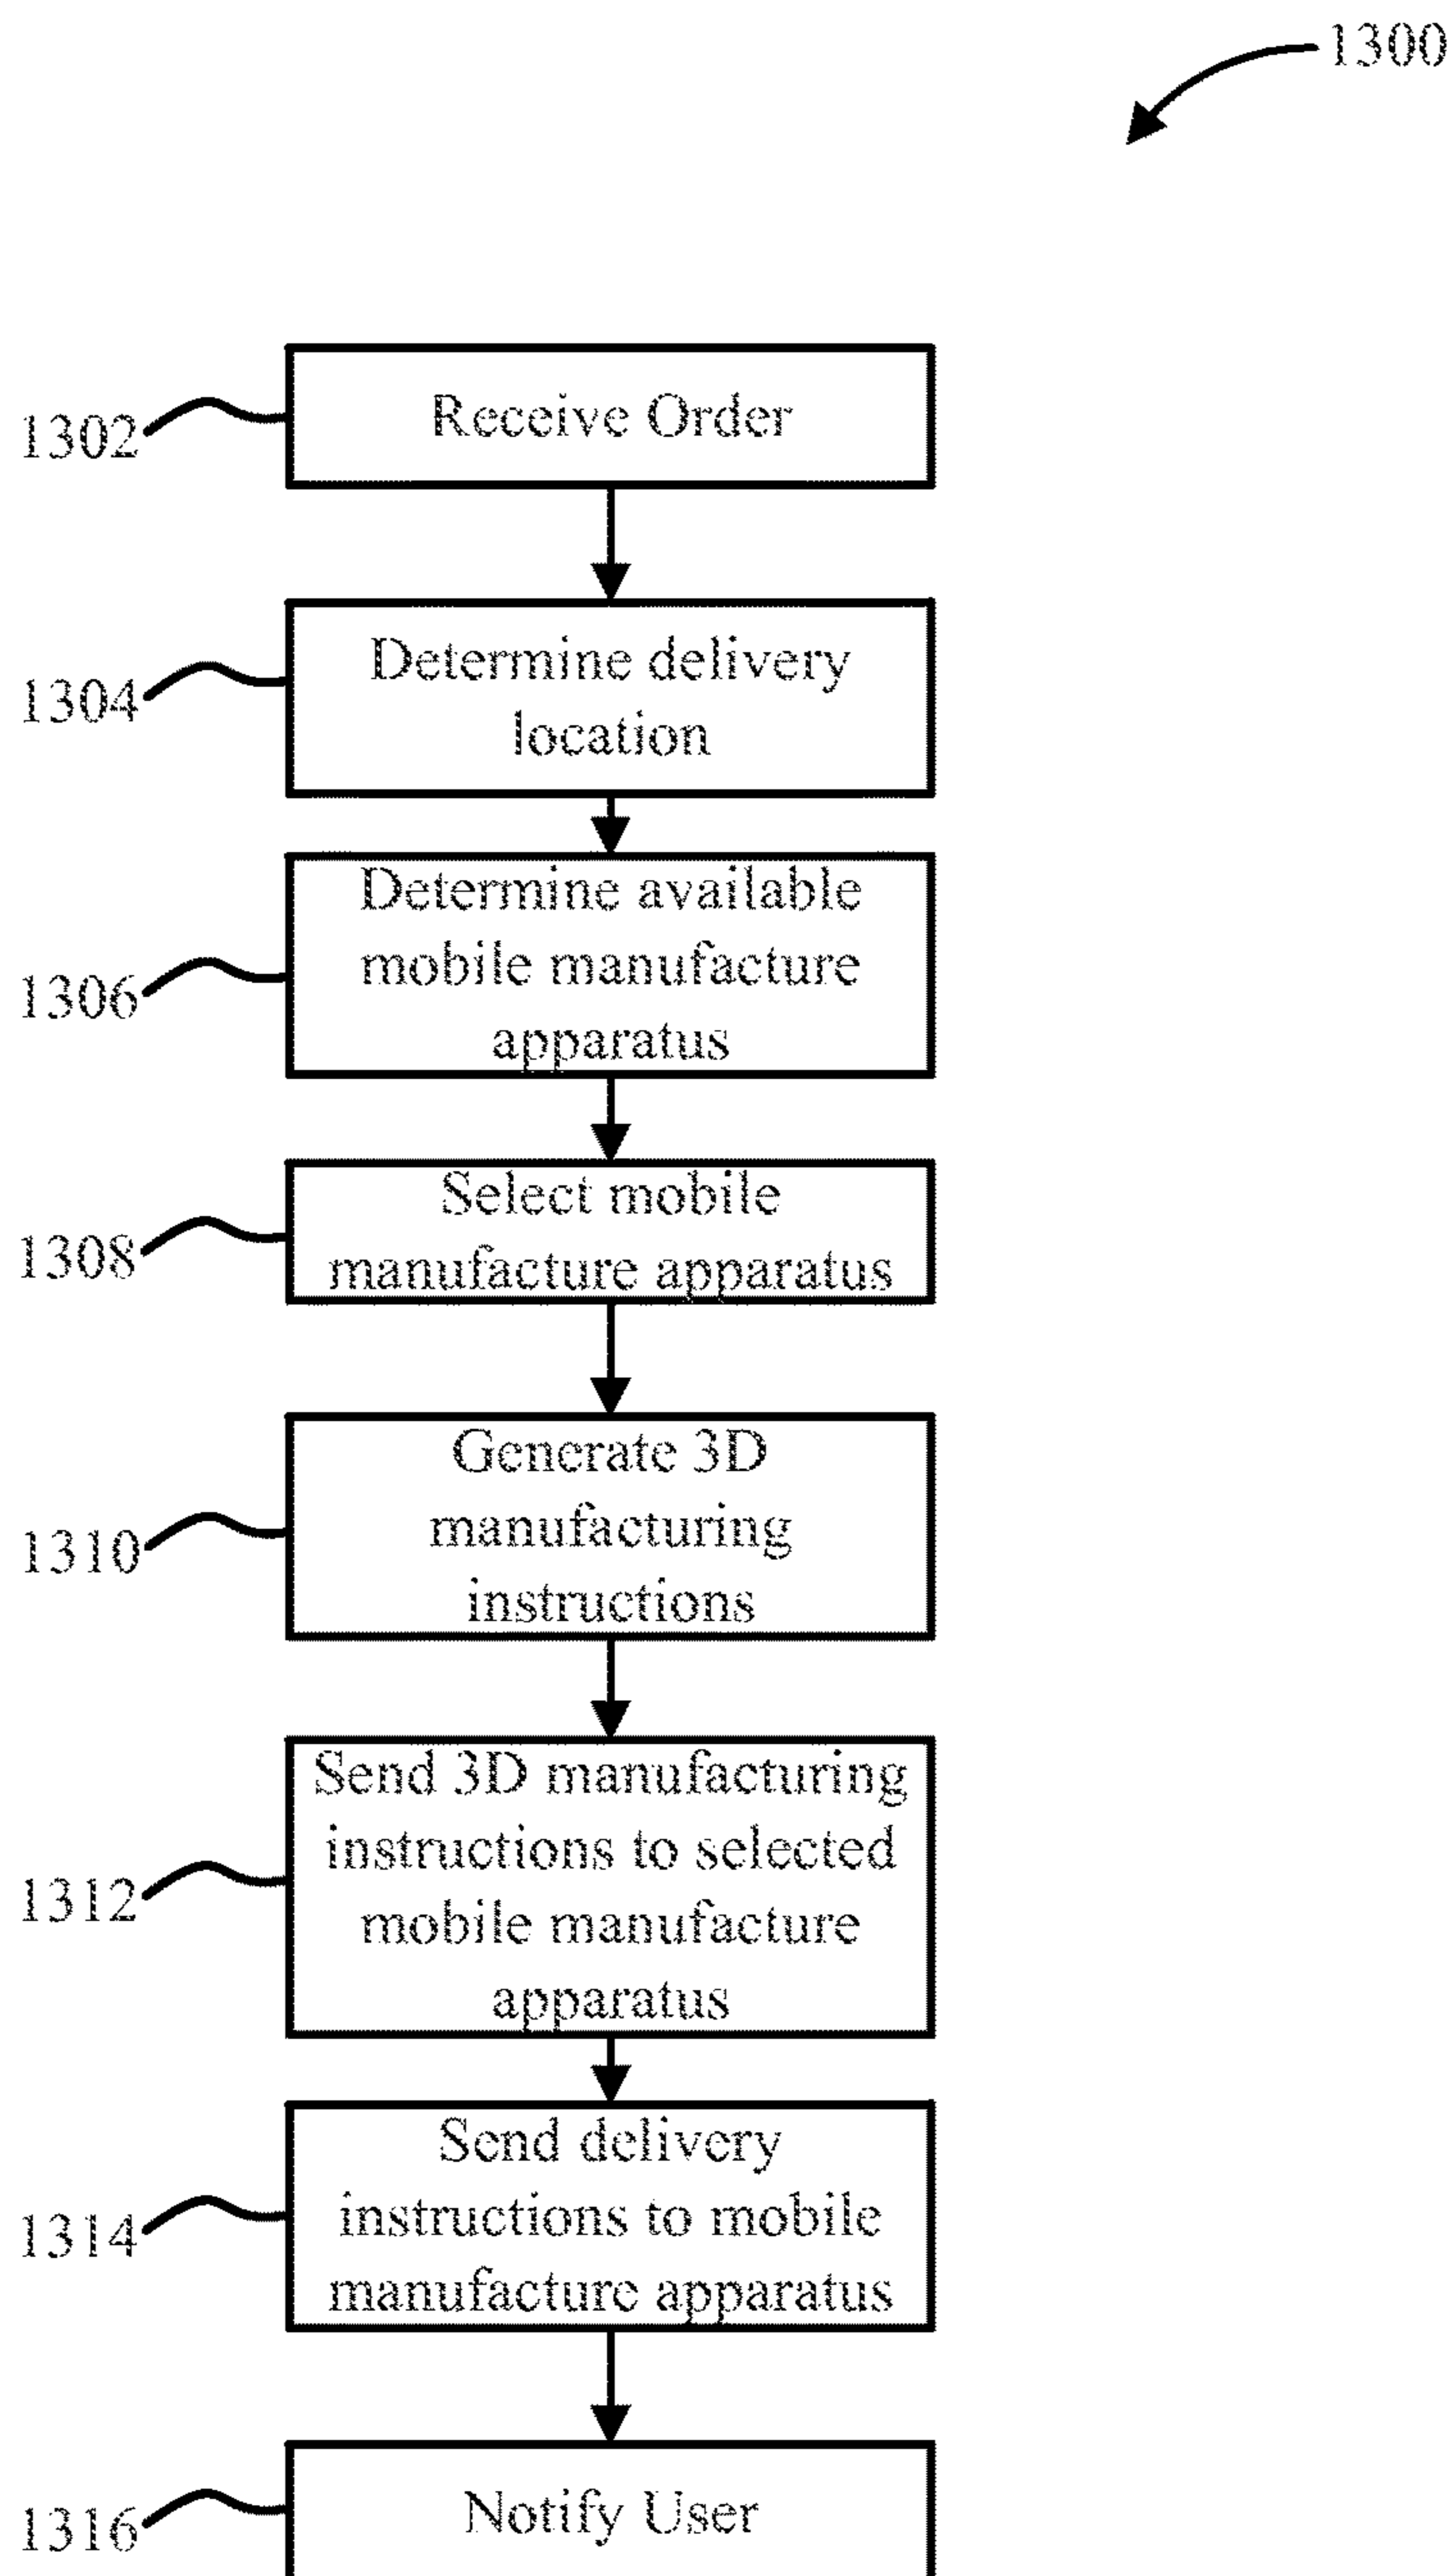 1300
1302
Receive Order
1304
Determine delivery
location
1306
Determine available
mobile manufacture
apparatus
1308
Select mobile
manufacture apparatus
1310
Generate 3D
manufacturing
instructions
1312
Send 3D manufacturing
instructions to selected
mobile manufacture
apparatus
1314
Send delivery
instructions to mobile
manufacture apparatus
1316
Notify User